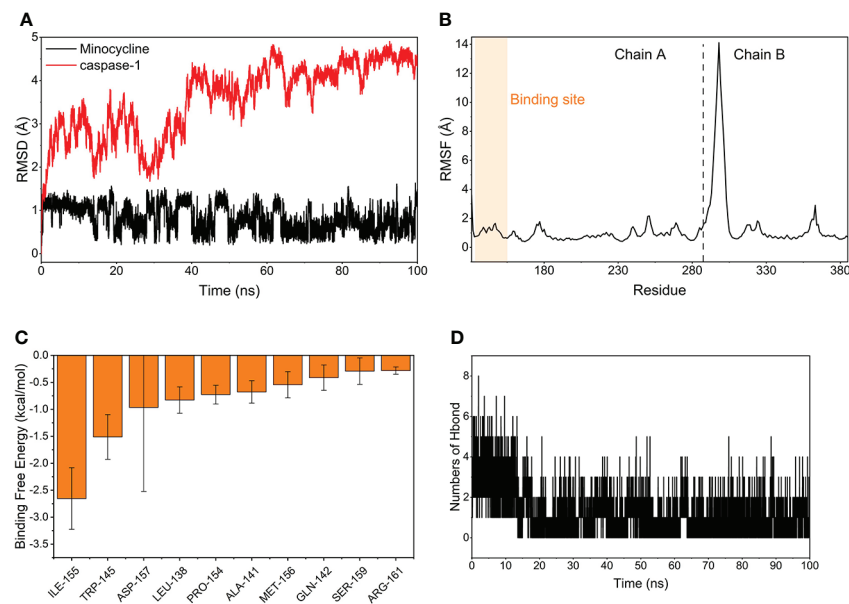 A
Minocycline
caspase-1
RMSD (Å)
5
4
3
2
1
0
0 20 40 60 80 100
Time (ns)
B
Chain A Chain B
Binding site
RMSF (Å)
14
12
10
8
6
4
2
0
180 230 280 330 380
Residue
C
Binding Free Energy (kcal/mol)
0.0
-0.5
-1.0
-1.5
-2.0
-2.5
-3.0
-3.5
ILE-155 TRP-145 ASP-157 LEU-138 PRO-154 ALA-141 MET-156 GLN-142 SER-159 ARG-161
D
Numbers of Hbond
8
6
4
2
0
0 10 20 30 40 50 60 70 80 90 100
Time (ns)